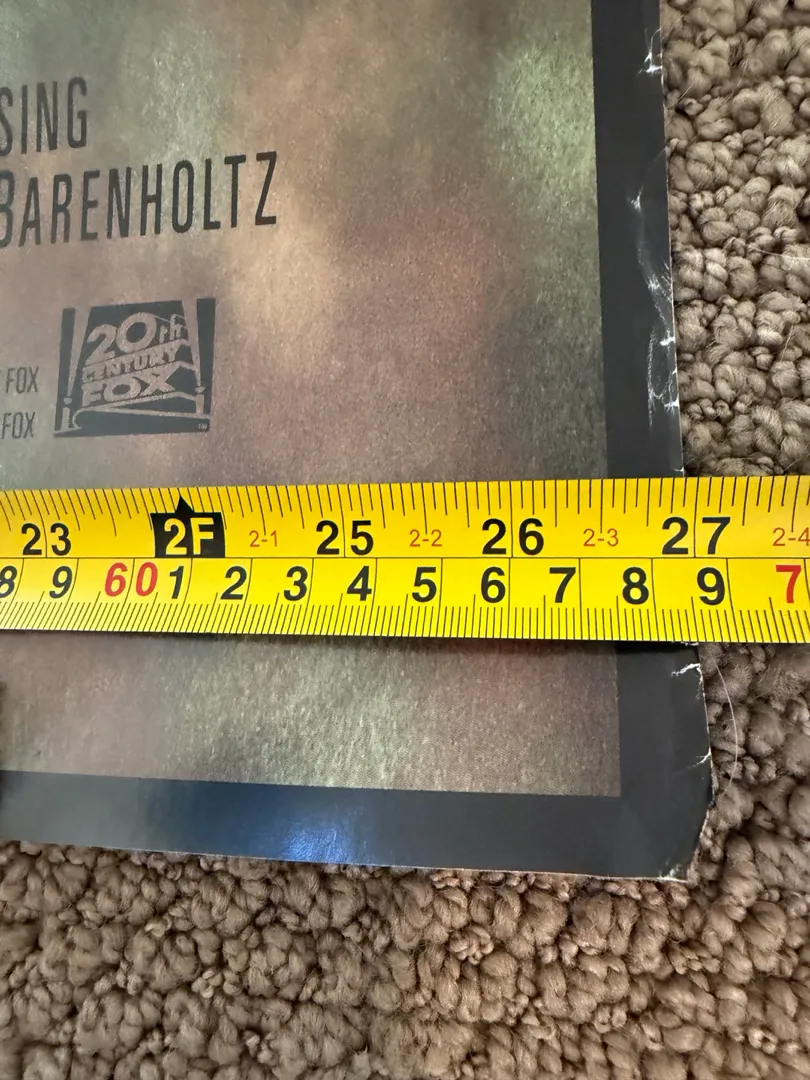 SING
BARENHOLTZ
20th
CENTURY
FOX
FOX
FOX
23 2F 2-1 25 2-2 26 2-3 27 2-4
8 9 60 1 2 3 4 5 6 7 8 9 7